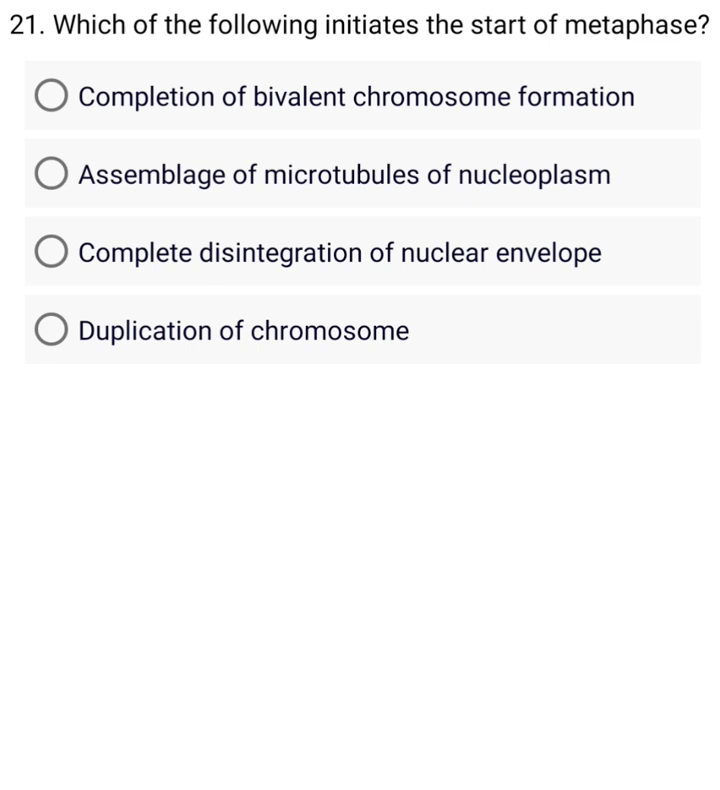 21. Which of the following initiates the start of metaphase?
Completion of bivalent chromosome formation
Assemblage of microtubules of nucleoplasm
Complete disintegration of nuclear envelope
Duplication of chromosome